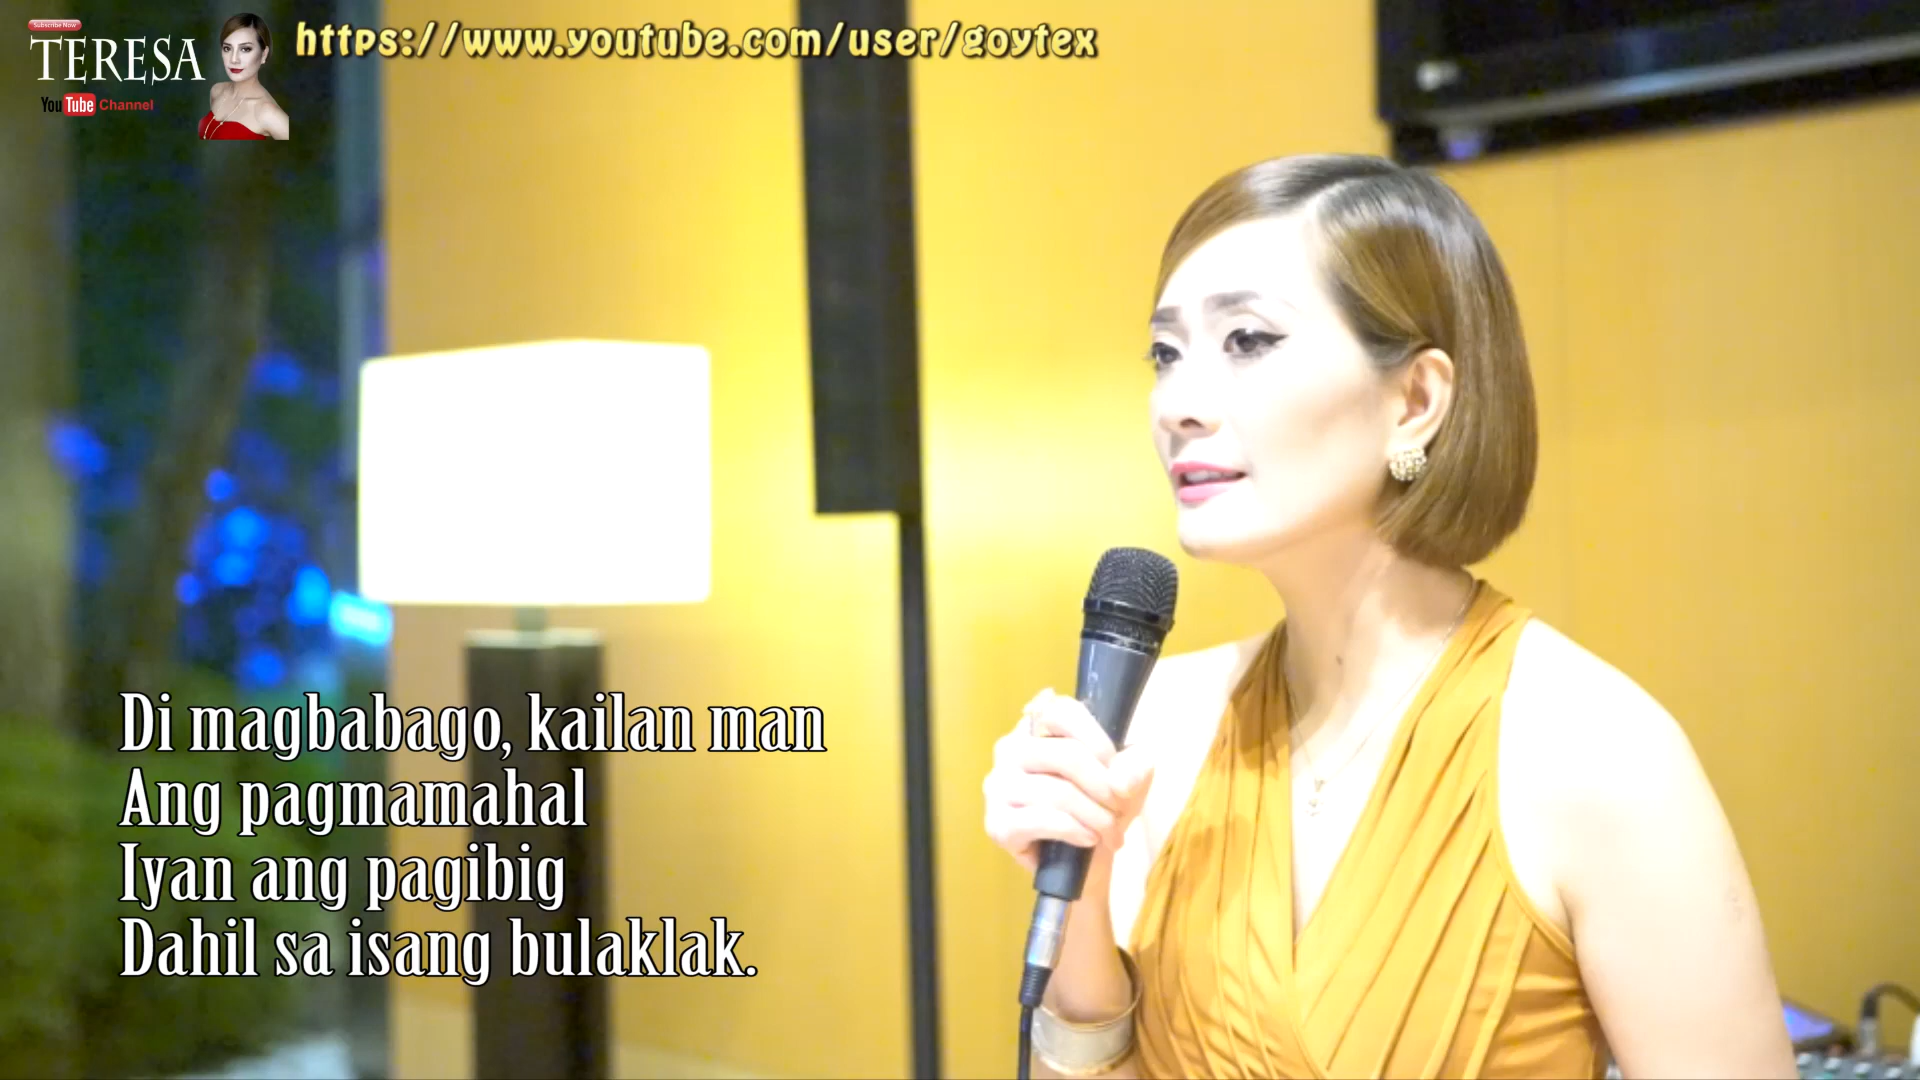 Subscribe Now
TERESA
YouTube Channel
https://www.youtube.com/user/goytex
Di magbabago, kailan man
Ang pagmamahal
Iyan ang pagibig
Dahil sa isang bulaklak.